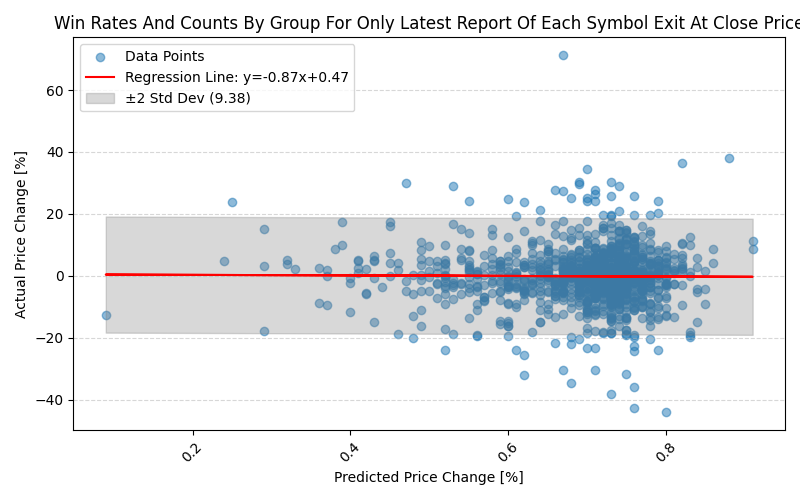 Win Rates And Counts By Group For Only Latest Report Of Each Symbol Exit At Close Price
Data Points
Regression Line: y=-0.87x+0.47
±2 Std Dev (9.38)
Actual Price Change [%]
60
40
20
0
−20
−40
0.2
0.4
0.6
0.8
Predicted Price Change [%]